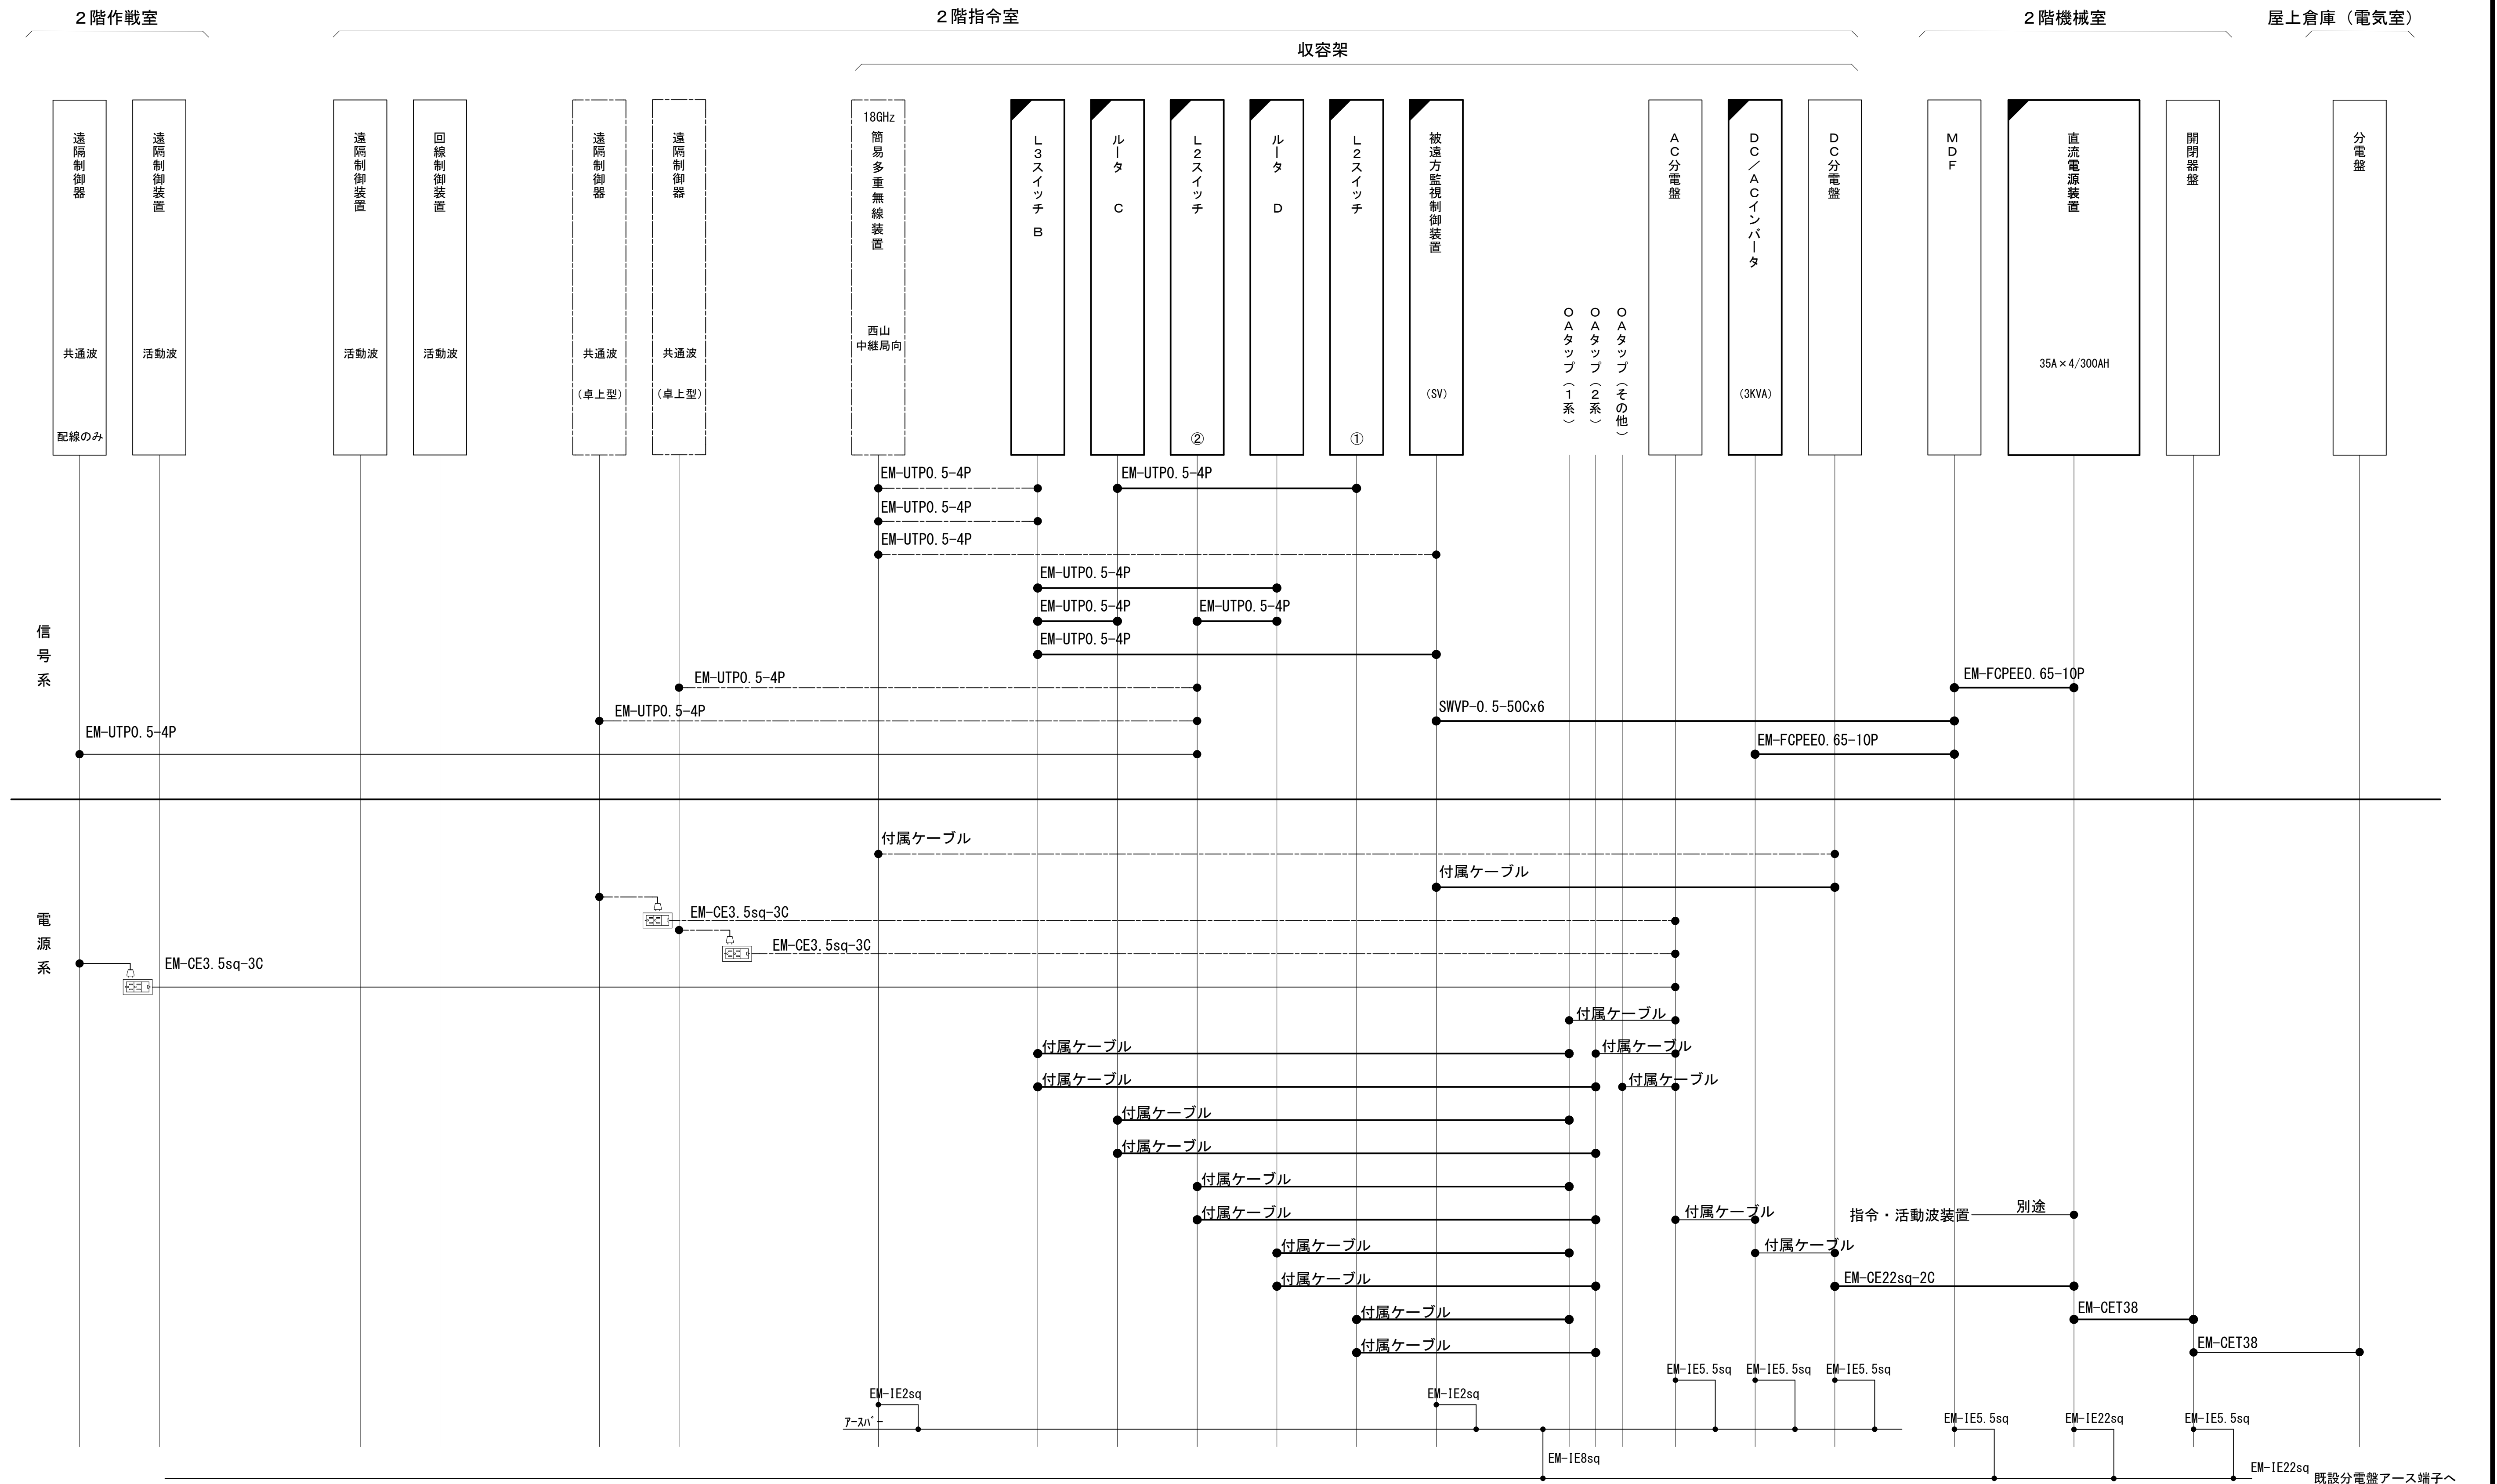 ２階作戦室
２階指令室
２階機械室
屋上倉庫（電気室）
収容架
遠隔制御器
共通波
配線のみ
遠隔制御装置
活動波
遠隔制御装置
活動波
回線制御装置
活動波
遠隔制御器
共通波
（卓上型）
遠隔制御器
共通波
（卓上型）
18GHz
簡易多重無線装置
西山
中継局向
Ｌ３スイッチ　Ｂ
ルータ　Ｃ
Ｌ２スイッチ
②
ルータ　Ｄ
Ｌ２スイッチ
①
被遠方監視制御装置
（SV）
ＯＡタップ（１系）
ＯＡタップ（２系）
ＯＡタップ（その他）
ＡＣ分電盤
ＤＣ／ＡＣインバータ
（3KVA）
ＤＣ分電盤
ＭＤＦ
直流電源装置
35A×4/300AH
開閉器盤
分電盤
信号系
EM-UTP0.5-4P
EM-UTP0.5-4P
EM-UTP0.5-4P
EM-UTP0.5-4P
EM-UTP0.5-4P
EM-UTP0.5-4P
EM-UTP0.5-4P
EM-UTP0.5-4P
EM-UTP0.5-4P
EM-FCPEE0.65-10P
EM-UTP0.5-4P
SWVP-0.5-50Cx6
EM-UTP0.5-4P
EM-FCPEE0.65-10P
電源系
付属ケーブル
付属ケーブル
EM-CE3.5sq-3C
EM-CE3.5sq-3C
EM-CE3.5sq-3C
付属ケーブル
付属ケーブル
付属ケーブル
付属ケーブル
付属ケーブル
付属ケーブル
付属ケーブル
付属ケーブル
付属ケーブル
付属ケーブル
指令・活動波装置
別途
付属ケーブル
付属ケーブル
付属ケーブル
EM-CE22sq-2C
付属ケーブル
EM-CET38
付属ケーブル
EM-CET38
EM-IE5.5sq
EM-IE5.5sq
EM-IE5.5sq
EM-IE2sq
EM-IE2sq
ｱｰｽﾊﾞｰ
EM-IE5.5sq
EM-IE22sq
EM-IE5.5sq
EM-IE8sq
EM-IE22sq
既設分電盤アース端子へ